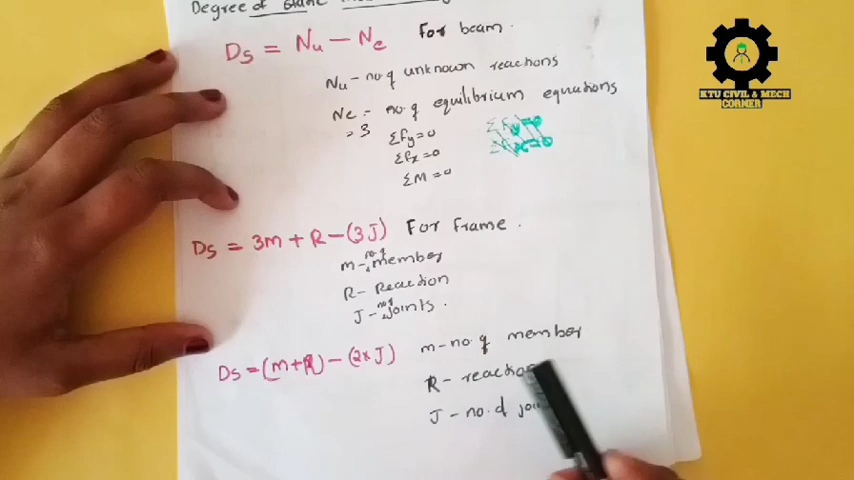 Degree of static
Ds = Nu - Ne For beam.
Nu - no.of unknown reactions
Ne - no.of equilibrium equations
= 3 Σfy=0
Σfx=0
ΣM=0
Ds = 3m + R - (3J) For Frame.
m - no.of member
R - Reaction
J - no.of joints.
Ds = (m+R) - (2xJ) m - no.of member
R - reaction
J - no.of
KTU CIVIL & MECH
CORNER